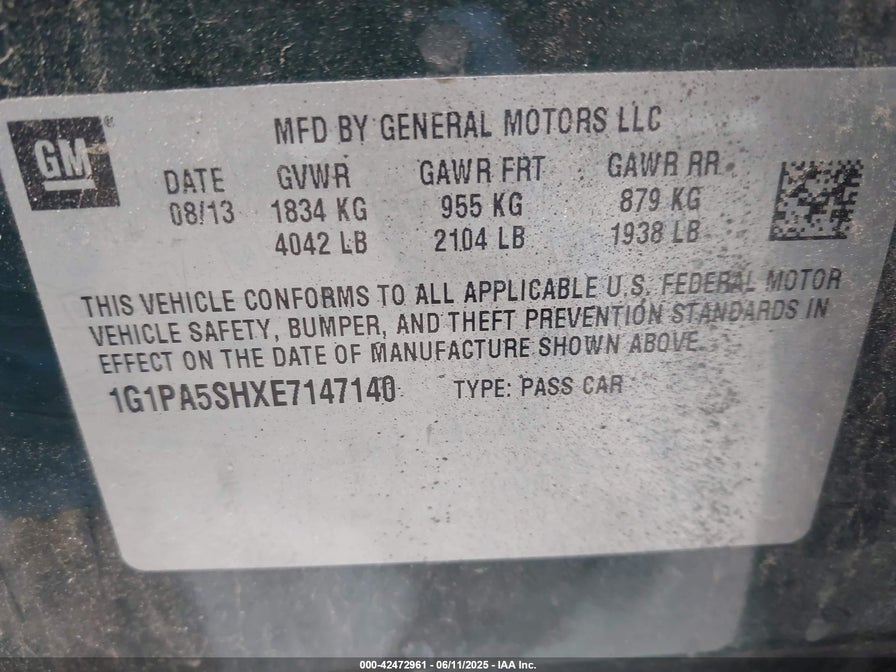 GM
MFD BY GENERAL MOTORS LLC
DATE GVWR GAWR FRT GAWR RR
08/13 1834 KG 955 KG 879 KG
4042 LB 2104 LB 1938 LB
THIS VEHICLE CONFORMS TO ALL APPLICABLE U.S. FEDERAL MOTOR
VEHICLE SAFETY, BUMPER, AND THEFT PREVENTION STANDARDS IN
EFFECT ON THE DATE OF MANUFACTURE SHOWN ABOVE.
1G1PA5SHXE7147140 TYPE: PASS CAR
000-42472961 - 06/11/2025 - IAA Inc.